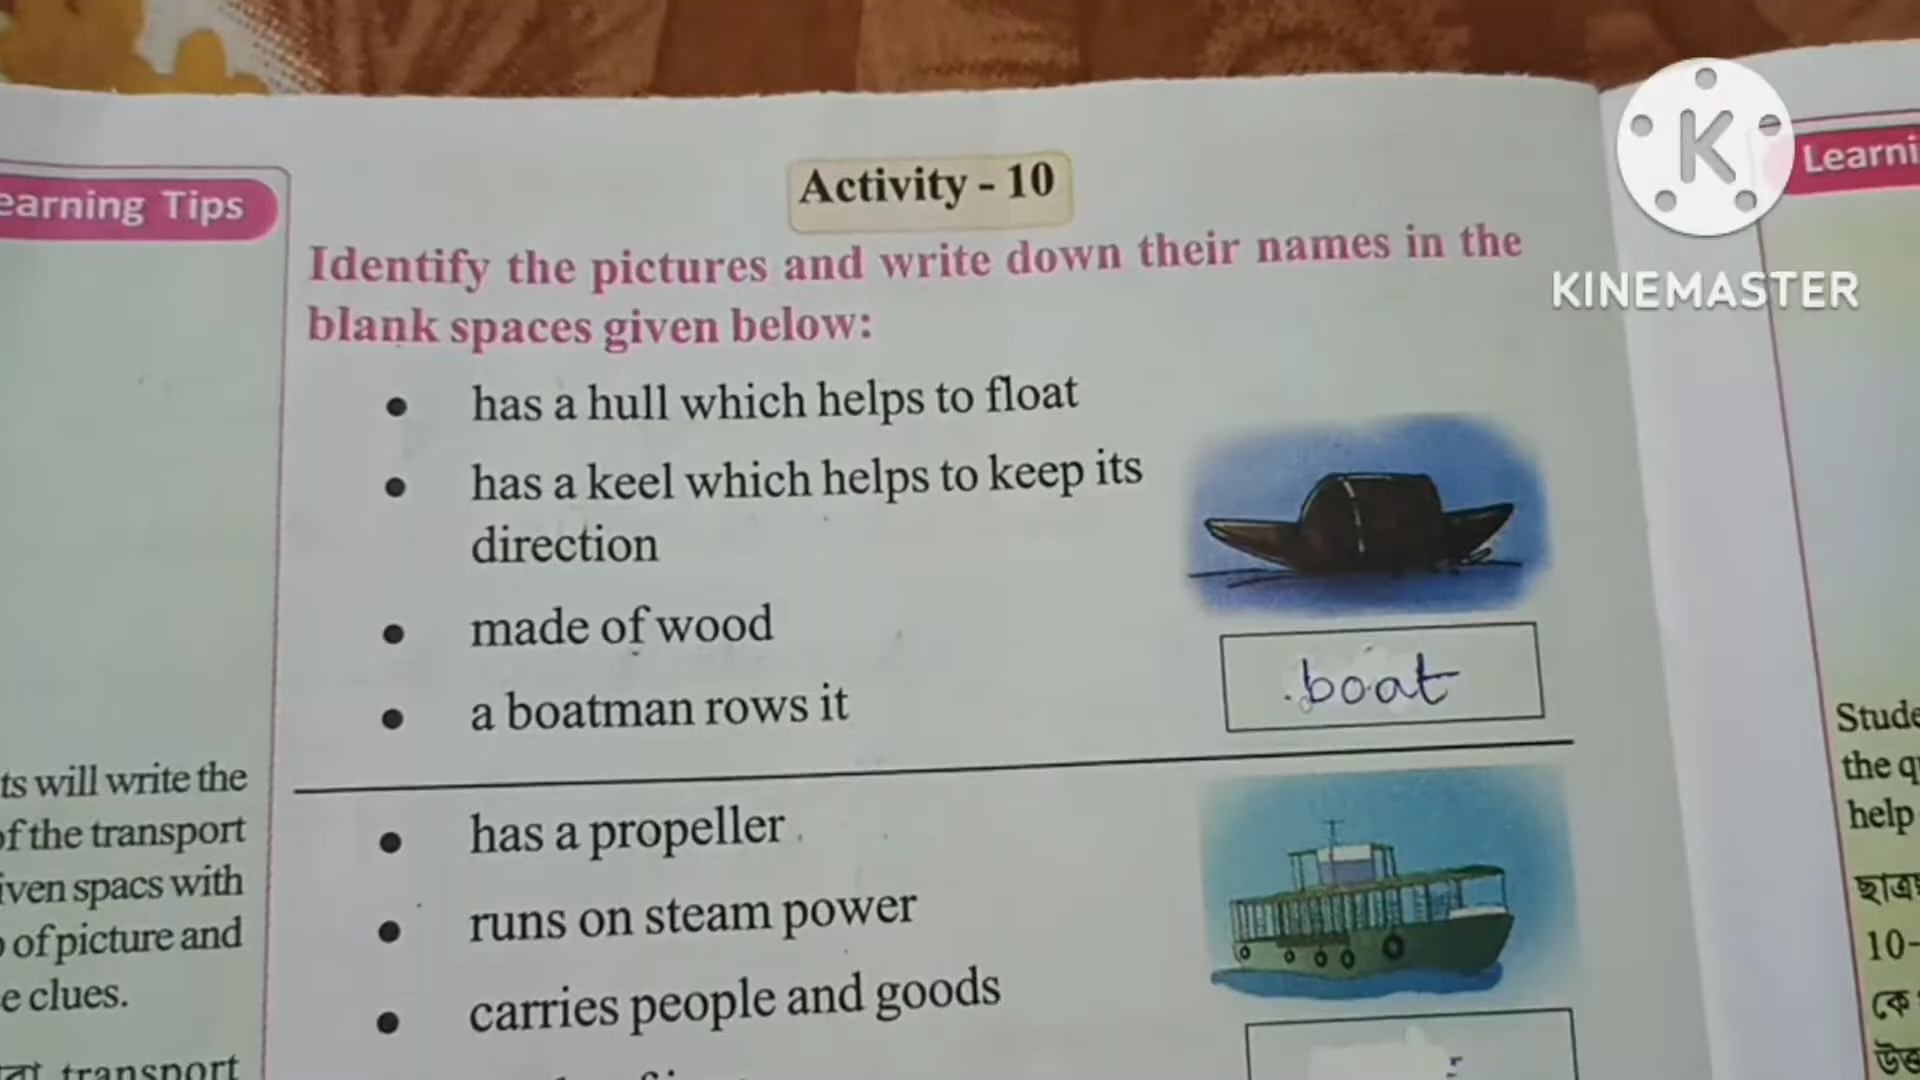 earning Tips
Learni
K
KINEMASTER
Activity - 10
Identify the pictures and write down their names in the
blank spaces given below:
• has a hull which helps to float
• has a keel which helps to keep its
direction
• made of wood
• a boatman rows it
boat
• has a propeller
• runs on steam power
• carries people and goods
ts will write the
of the transport
iven spacs with
of picture and
e clues.
transport
Stude
the q
help
10-
কে